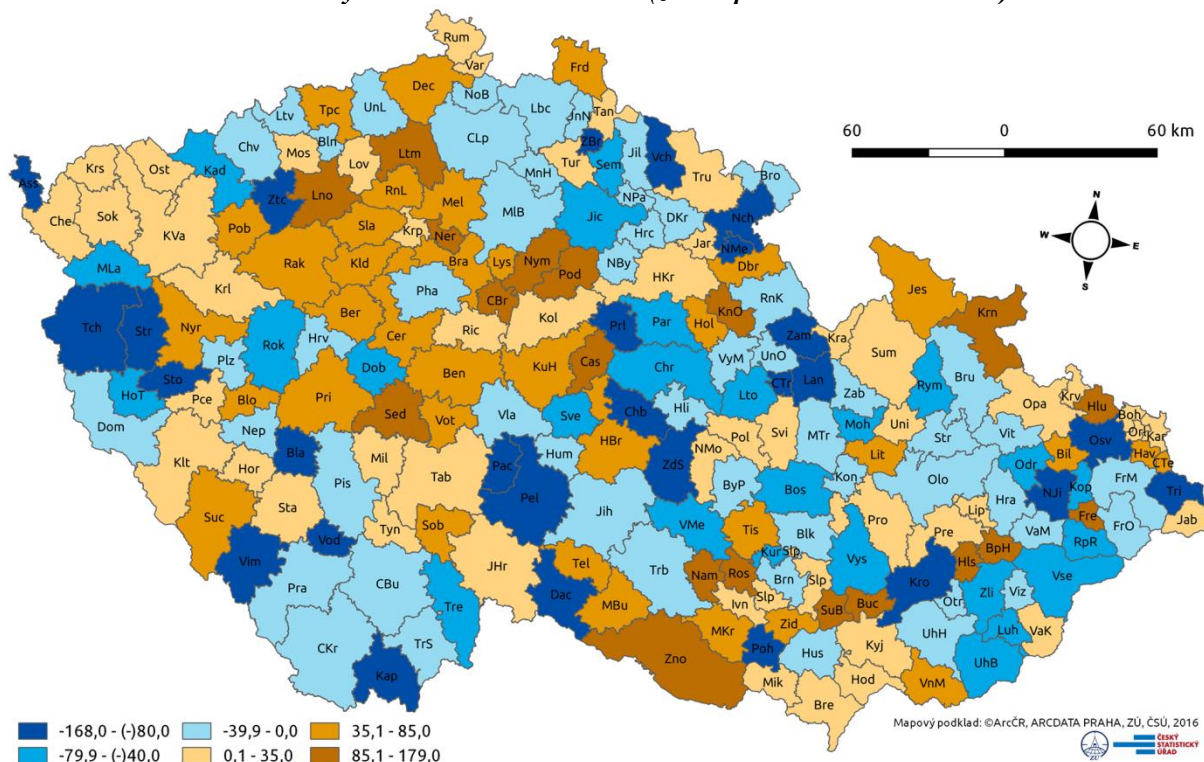 Rum
Var
Frd
Dec
Tpc
UnL
NoB
Lbc
JnN
Tan
Ltv
Chv
Bln
CLp
ZBr
Jil
Vch
Mos
Lov
Ltm
Tur
Sem
Tru
Bro
Krs
Ost
Kad
Ass
Ztc
Lno
RnL
MnH
NPa
Nch
Che
Sok
KVa
Pob
Sla
Mel
MlB
Jic
DKr
Hrc
NMe
Krp
Ner
Jar
MLa
Rak
Kld
Bra
Lys
Nym
Pod
NBy
HKr
Dbr
Jes
Krl
Pha
CBr
RnK
Tch
Str
Nyr
Ber
Cer
Ric
Kol
Prl
Par
Hol
KnO
Krn
Plz
Rok
Hrv
Zam
Kra
Sum
Sto
HoT
Dob
Ben
KuH
Cas
Chr
VyM
UnO
Rym
Bru
Pce
Blo
Pri
Lto
CTr
Lan
Opa
Krv
Hlu
Dom
Nep
Sed
Vot
Vla
Sve
Chb
Hli
Zab
Boh
Orl
Kar
Moh
Uni
Str
Vit
Osv
Hav
Klt
Hor
Bla
Mil
Tab
Pac
Hum
HBr
ZdS
NMo
Pol
Svi
MTr
Lit
Bil
CTe
Pis
Pel
ByP
Bos
Kon
Olo
Odr
NJi
Kop
FrM
Tri
Suc
Sta
Tyn
Sob
Jih
VMe
Hra
Lip
Fre
FrO
Jab
Vod
JHr
Tis
Blk
Pro
Pre
VaM
RpR
Vim
Tel
Trb
Kur
Slp
Vys
BpH
Hls
Vse
Pra
CBu
Tre
Dac
MBu
Nam
Ros
Brn
Slp
Kro
Zli
Viz
Ivn
Slp
SuB
Buc
Otr
CKr
TrS
MKr
Zid
UhH
Luh
VaK
Kap
Zno
Poh
Hus
Kyj
UhB
Mik
Hod
VnM
Bre
60 0 60 km
N
W E
S
-168,0 - (-)80,0 -39,9 - 0,0 35,1 - 85,0
-79,9 - (-)40,0 0,1 - 35,0 85,1 - 179,0
Mapový podklad: ©ArcČR, ARCDATA PRAHA, ZÚ, ČSÚ, 2016
ZÚ
ČESKÝ
STATISTICKÝ
ÚŘAD